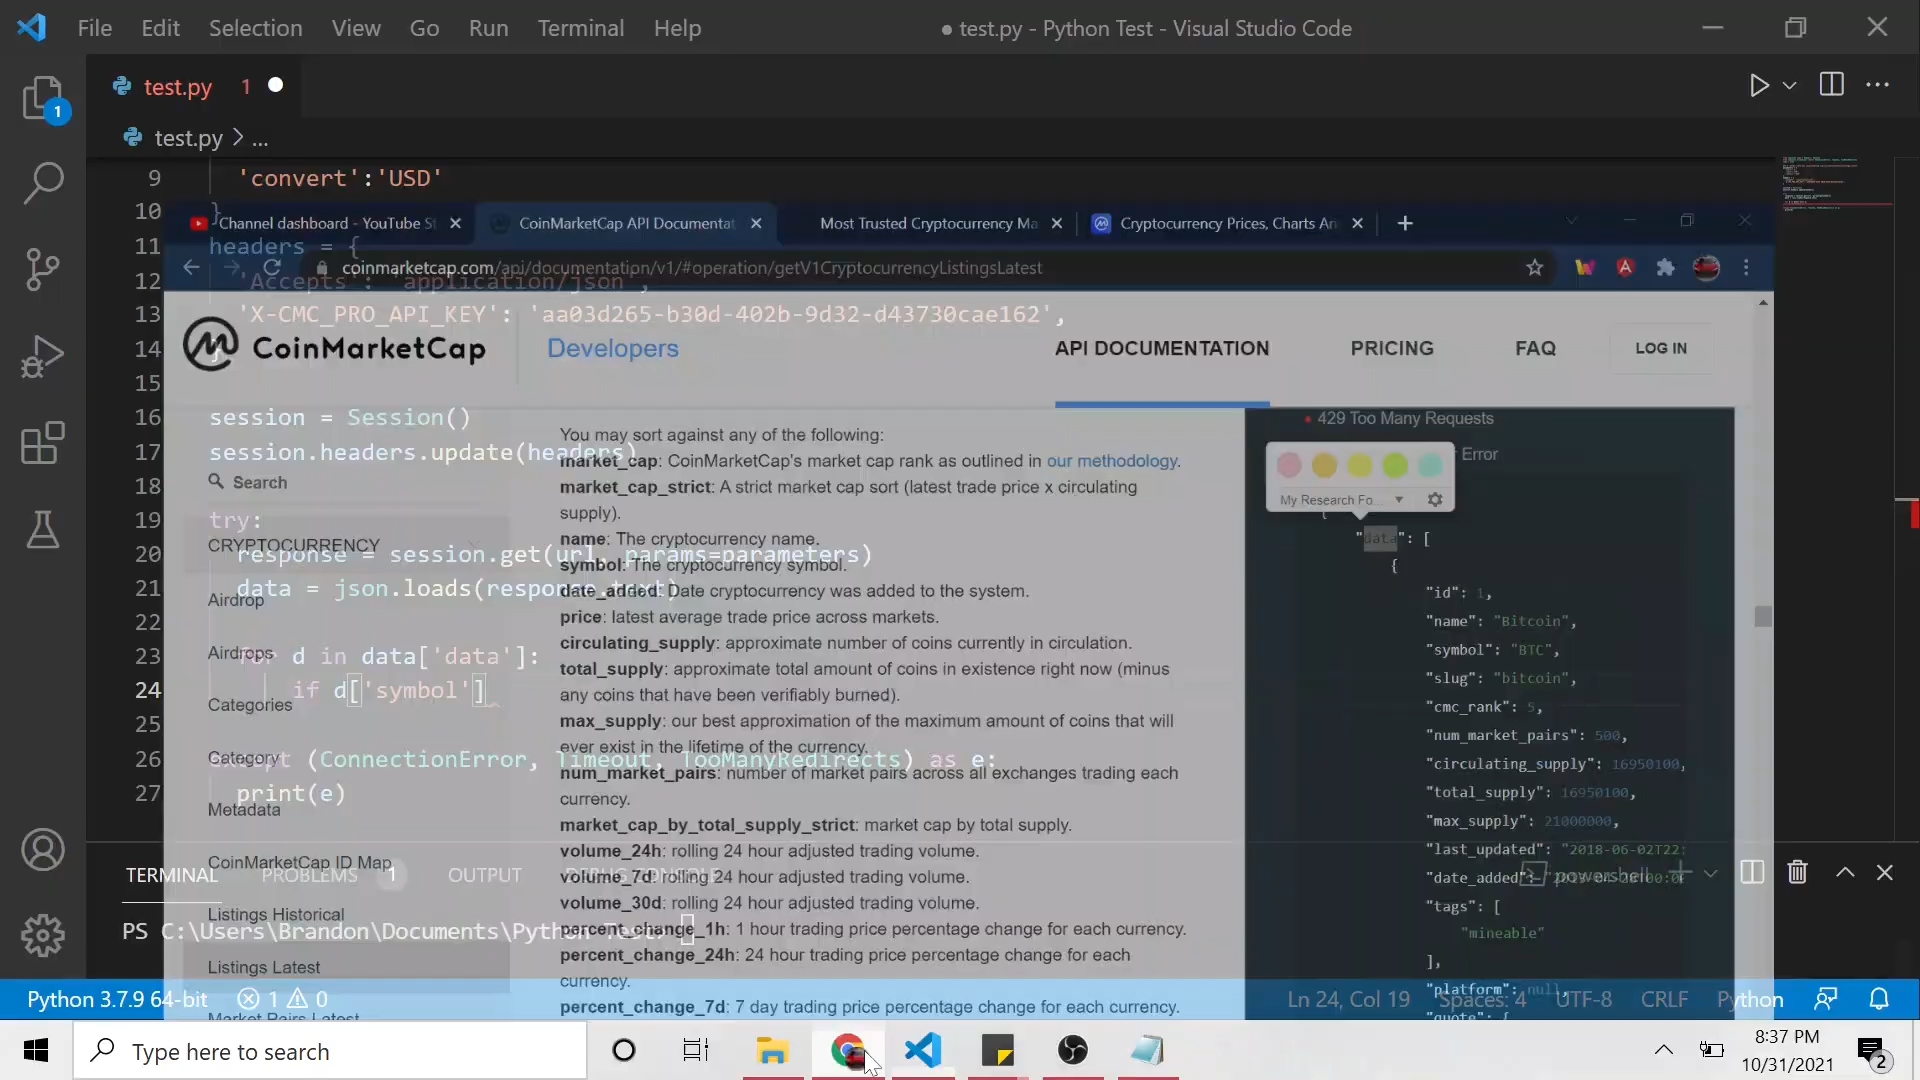 File Edit Selection View Go Run Terminal Help
● test.py - Python Test - Visual Studio Code
test.py 1 ●
test.py > ...
1
9 'convert':'USD'
10 }
11 headers = {
12 'Accepts': 'application/json',
13 'X-CMC_PRO_API_KEY': 'aa03d265-b30d-402b-9d32-d43730cae162',
14 }
15
16 session = Session()
17 session.headers.update(headers)
18
19 try:
20 response = session.get(url, params=parameters)
21 data = json.loads(response.text)
22
23 for d in data['data']:
24 if d['symbol']
25
26 except (ConnectionError, Timeout, TooManyRedirects) as e:
27 print(e)
Channel dashboard - YouTube St
CoinMarketCap API Documentat
Most Trusted Cryptocurrency Ma
Cryptocurrency Prices, Charts An
coinmarketcap.com/api/documentation/v1/#operation/getV1CryptocurrencyListingsLatest
CoinMarketCap Developers
API DOCUMENTATION PRICING FAQ LOG IN
Search
CRYPTOCURRENCY
Airdrop
Airdrops
Categories
Category
Metadata
CoinMarketCap ID Map
Listings Historical
Listings Latest
Market Pairs Latest
You may sort against any of the following:
market_cap: CoinMarketCap's market cap rank as outlined in our methodology.
market_cap_strict: A strict market cap sort (latest trade price x circulating
supply).
name: The cryptocurrency name.
symbol: The cryptocurrency symbol.
date_added: Date cryptocurrency was added to the system.
price: latest average trade price across markets.
circulating_supply: approximate number of coins currently in circulation.
total_supply: approximate total amount of coins in existence right now (minus
any coins that have been verifiably burned).
max_supply: our best approximation of the maximum amount of coins that will
ever exist in the lifetime of the currency.
num_market_pairs: number of market pairs across all exchanges trading each
currency.
market_cap_by_total_supply_strict: market cap by total supply.
volume_24h: rolling 24 hour adjusted trading volume.
volume_7d: rolling 24 hour adjusted trading volume.
volume_30d: rolling 24 hour adjusted trading volume.
percent_change_1h: 1 hour trading price percentage change for each currency.
percent_change_24h: 24 hour trading price percentage change for each
currency.
percent_change_7d: 7 day trading price percentage change for each currency.
429 Too Many Requests
Error
My Research Fo...
{
"data": [
{
"id": 1,
"name": "Bitcoin",
"symbol": "BTC",
"slug": "bitcoin",
"cmc_rank": 5,
"num_market_pairs": 500,
"circulating_supply": 16950100,
"total_supply": 16950100,
"max_supply": 21000000,
"last_updated": "2018-06-02T22:
"date_added":
"tags": [
"mineable"
],
"platform": null,
"quote": {
TERMINAL PROBLEMS 1 OUTPUT DEBUG CONSOLE
powershell
PS C:\Users\Brandon\Documents\Python Test>
Python 3.7.9 64-bit 1 0
Ln 24, Col 19 Spaces: 4 UTF-8 CRLF Python
Type here to search
8:37 PM
10/31/2021
2